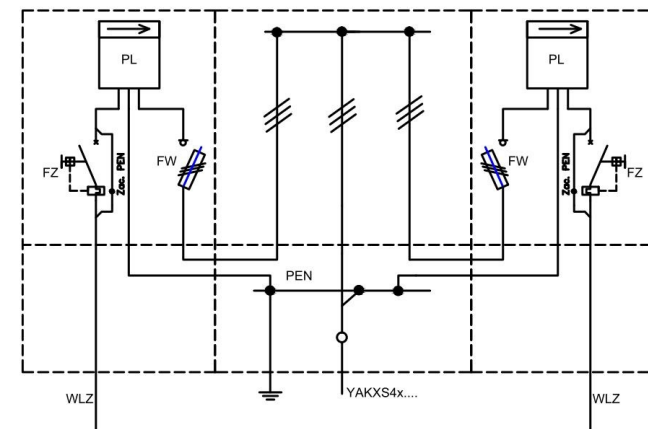 PL
PL
FW
FW
FZ
Zac. PEN
Zac. PEN
FZ
PEN
WLZ
YAKXS4x....
WLZ